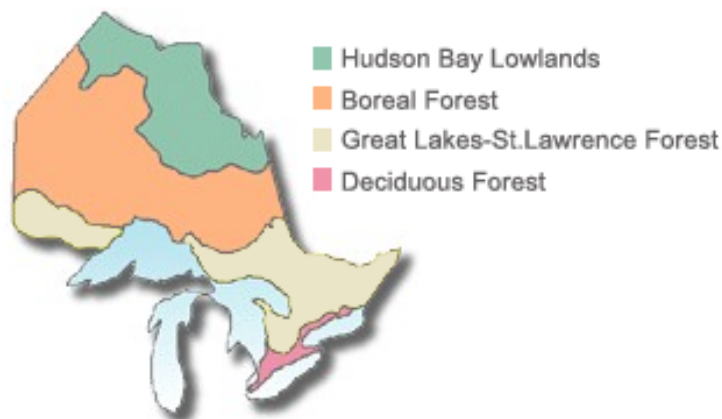 Hudson Bay Lowlands
Boreal Forest
Great Lakes-St.Lawrence Forest
Deciduous Forest